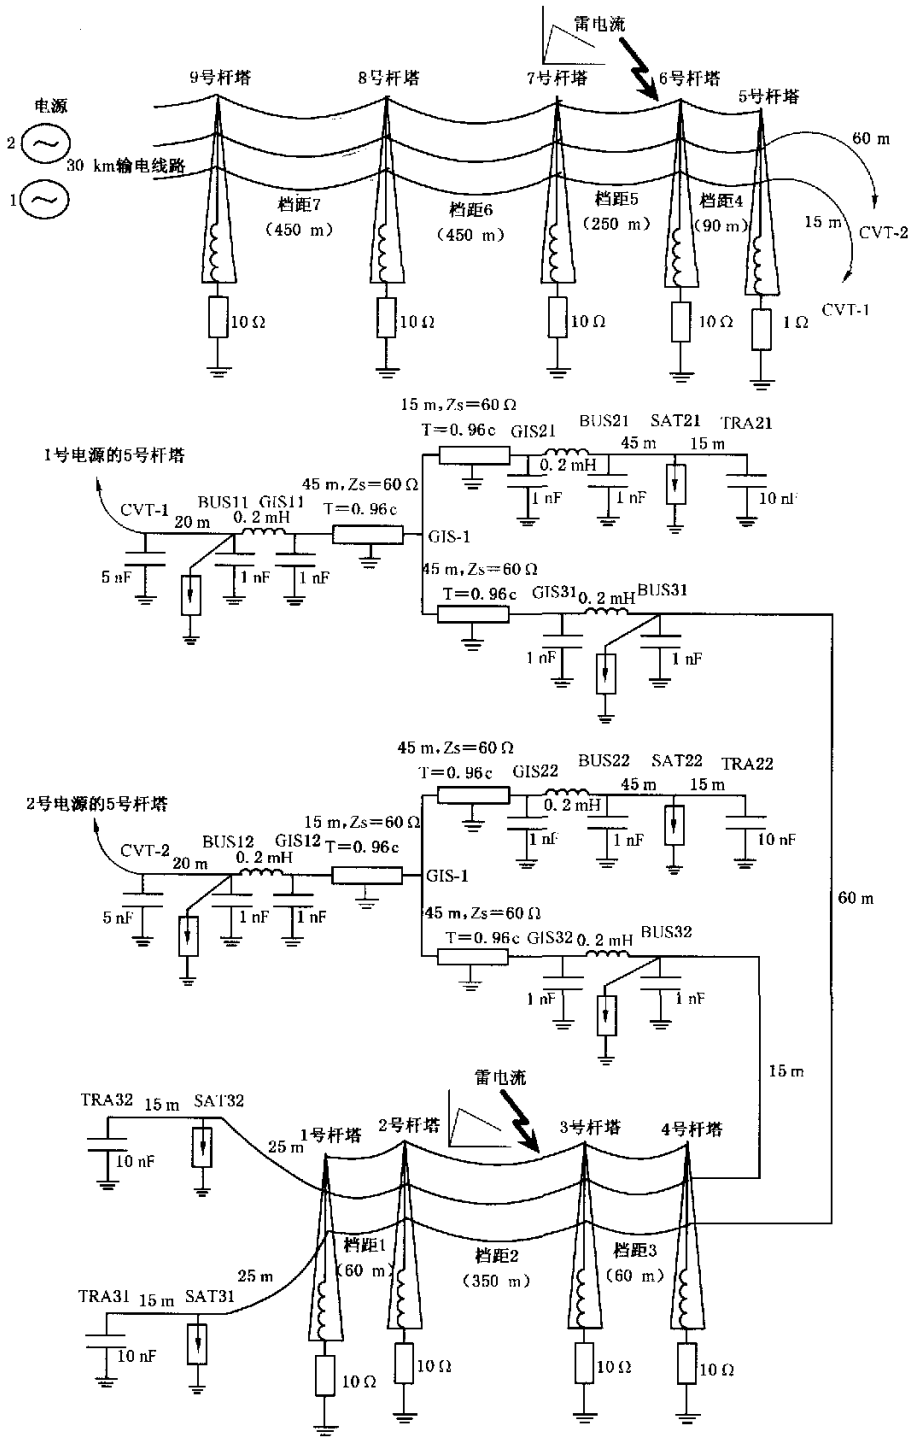 雷电流
9号杆塔
8号杆塔
7号杆塔
6号杆塔
5号杆塔
电源
2
1
30 km输电线路
60 m
15 m
CVT-2
CVT-1
档距7
(450 m)
档距6
(450 m)
档距5
(250 m)
档距4
(90 m)
10 Ω
10 Ω
10 Ω
10 Ω
1 Ω
15 m,Zs=60 Ω
T=0.96c
GIS21
BUS21
SAT21
TRA21
45 m
15 m
0.2 mH
1 nF
1 nF
10 nF
1号电源的5号杆塔
CVT-1
20 m
BUS11
GIS11
0.2 mH
45 m,Zs=60 Ω
T=0.96c
GIS-1
5 nF
1 nF
1 nF
45 m,Zs=60 Ω
T=0.96c
GIS31
0.2 mH
BUS31
1 nF
1 nF
45 m,Zs=60 Ω
T=0.96c
GIS22
BUS22
SAT22
TRA22
45 m
15 m
0.2 mH
1 nF
1 nF
10 nF
2号电源的5号杆塔
CVT-2
20 m
BUS12
GIS12
0.2 mH
15 m,Zs=60 Ω
T=0.96c
GIS-1
5 nF
1 nF
1 nF
45 m,Zs=60 Ω
T=0.96c
GIS32
0.2 mH
BUS32
1 nF
1 nF
60 m
15 m
雷电流
TRA32
15 m
SAT32
25 m
10 nF
1号杆塔
2号杆塔
3号杆塔
4号杆塔
档距1
(60 m)
档距2
(350 m)
档距3
(60 m)
TRA31
15 m
SAT31
25 m
10 nF
10 Ω
10 Ω
10 Ω
10 Ω